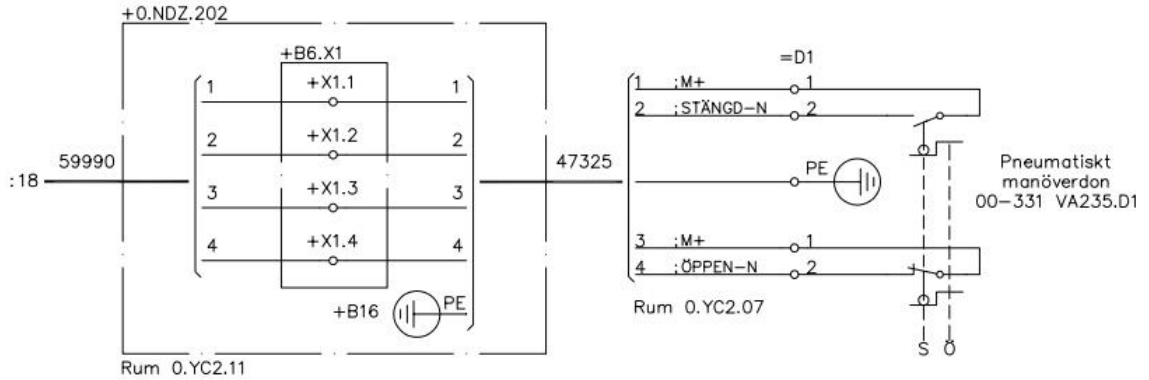 +0.NDZ.202
+B6.X1
=D1
1 +X1.1 1
1 ;M+ 1
2 ;STÄNGD-N 2
2 +X1.2 2
:18 59990
47325
PE
Pneumatiskt
manöverdon
00-331 VA235.D1
3 +X1.3 3
4 +X1.4 4
3 ;M+ 1
4 ;ÖPPEN-N 2
+B16 PE
Rum 0.YC2.07
S Ö
Rum 0.YC2.11